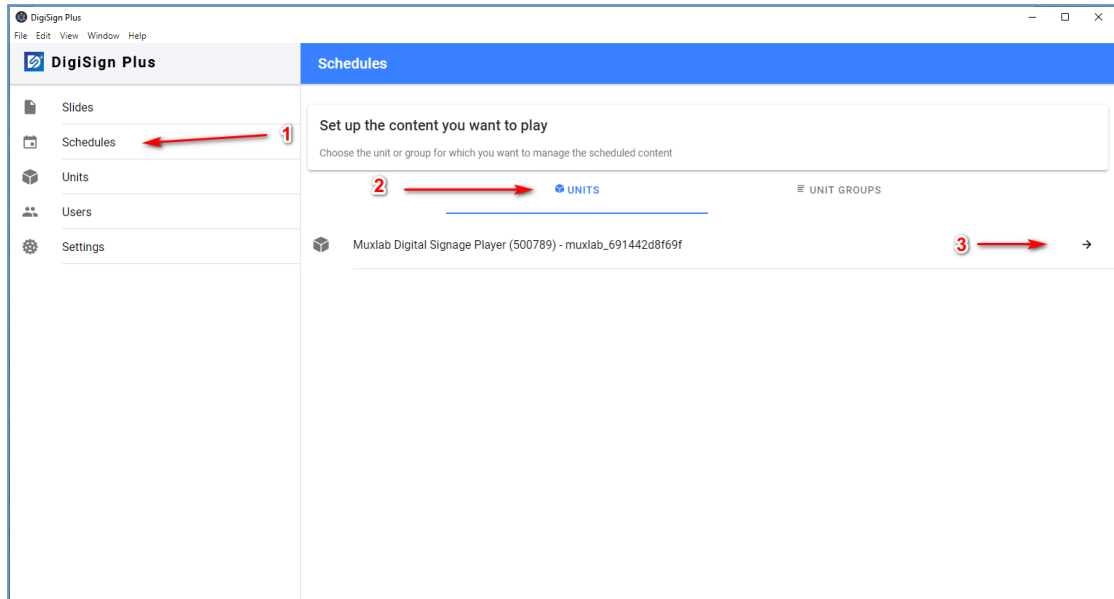 DigiSign Plus
File Edit View Window Help
DigiSign Plus
Schedules
Slides
Schedules
Units
Users
Settings
1
Set up the content you want to play
Choose the unit or group for which you want to manage the scheduled content
2
UNITS
UNIT GROUPS
Muxlab Digital Signage Player (500789) - muxlab_691442d8f69f
3